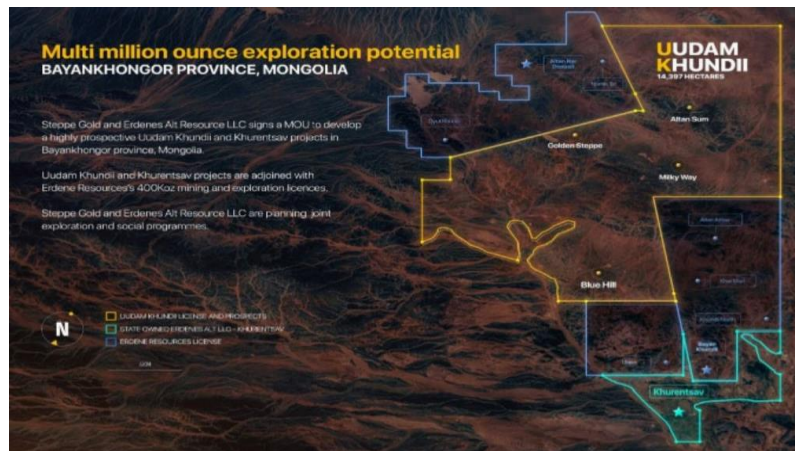 Multi million ounce exploration potential
BAYANKHONGOR PROVINCE, MONGOLIA
Steppe Gold and Erdenes Alt Resource LLC signs a MOU to develop
a highly prospective Uudam Khundii and Khurentsav projects in
Bayankhongor province, Mongolia.
Uudam Khundii and Khurentsav projects are adjoined with
Erdene Resources's 400Koz mining and exploration licences.
Steppe Gold and Erdenes Alt Resource LLC are planning joint
exploration and social programmes.
N
UUDAM KHUNDII LICENSE AND PROSPECTS
STATE OWNED ERDENES ALT LLC - KHURENTSAV
ERDENE RESOURCES LICENSE
UUDAM
KHUNDII
14,397 HECTARES
Altan Sum
Golden Steppe
Milky Way
Blue Hill
Bayan
Khundii
Khurentsav